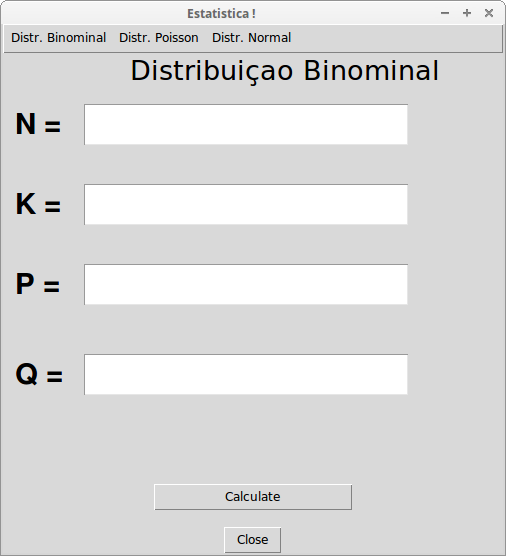 Estatistica !
Distr. Binominal Distr. Poisson Distr. Normal
Distribuiçao Binominal
N =
K =
P =
Q =
Calculate
Close